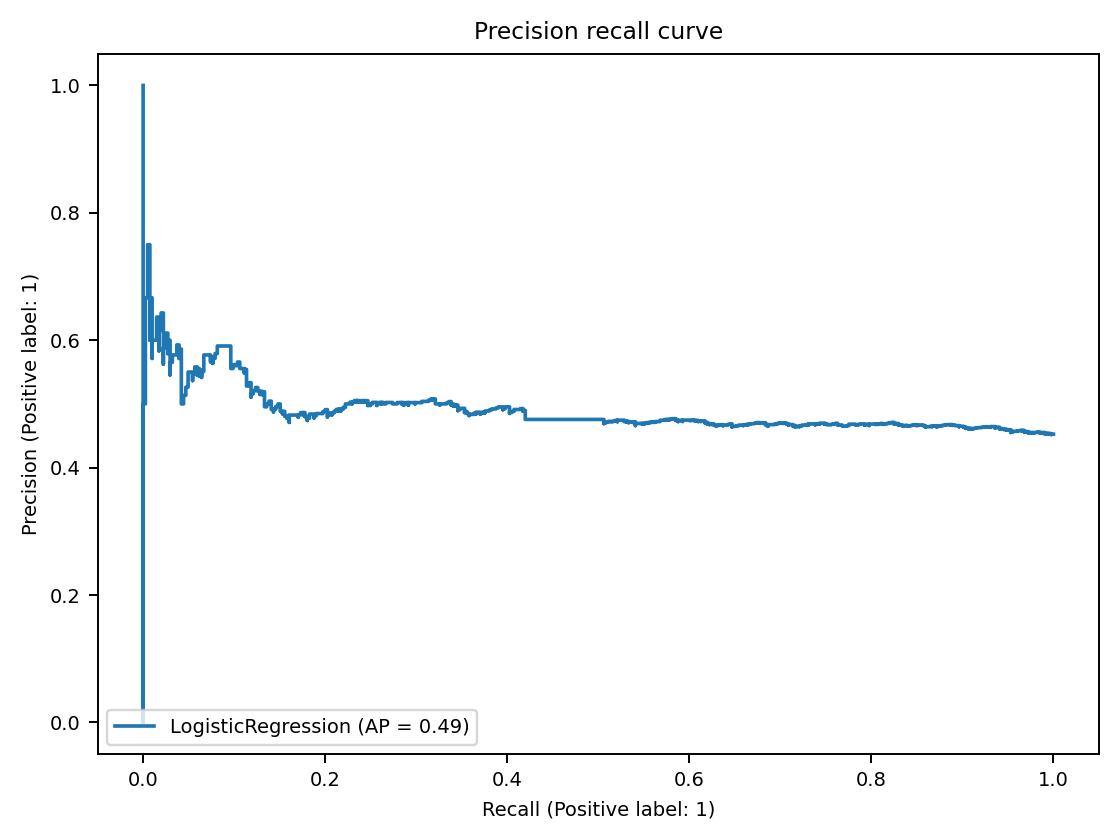 Precision recall curve
1.0
0.8
0.6
0.4
0.2
0.0
Precision (Positive label: 1)
LogisticRegression (AP = 0.49)
0.0 0.2 0.4 0.6 0.8 1.0
Recall (Positive label: 1)